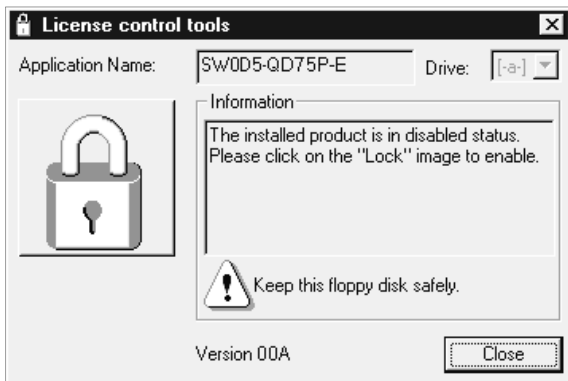 License control tools
Application Name: SW0D5-QD75P-E Drive: [-a-]
Information
The installed product is in disabled status.
Please click on the "Lock" image to enable.
Keep this floppy disk safely.
Version 00A Close